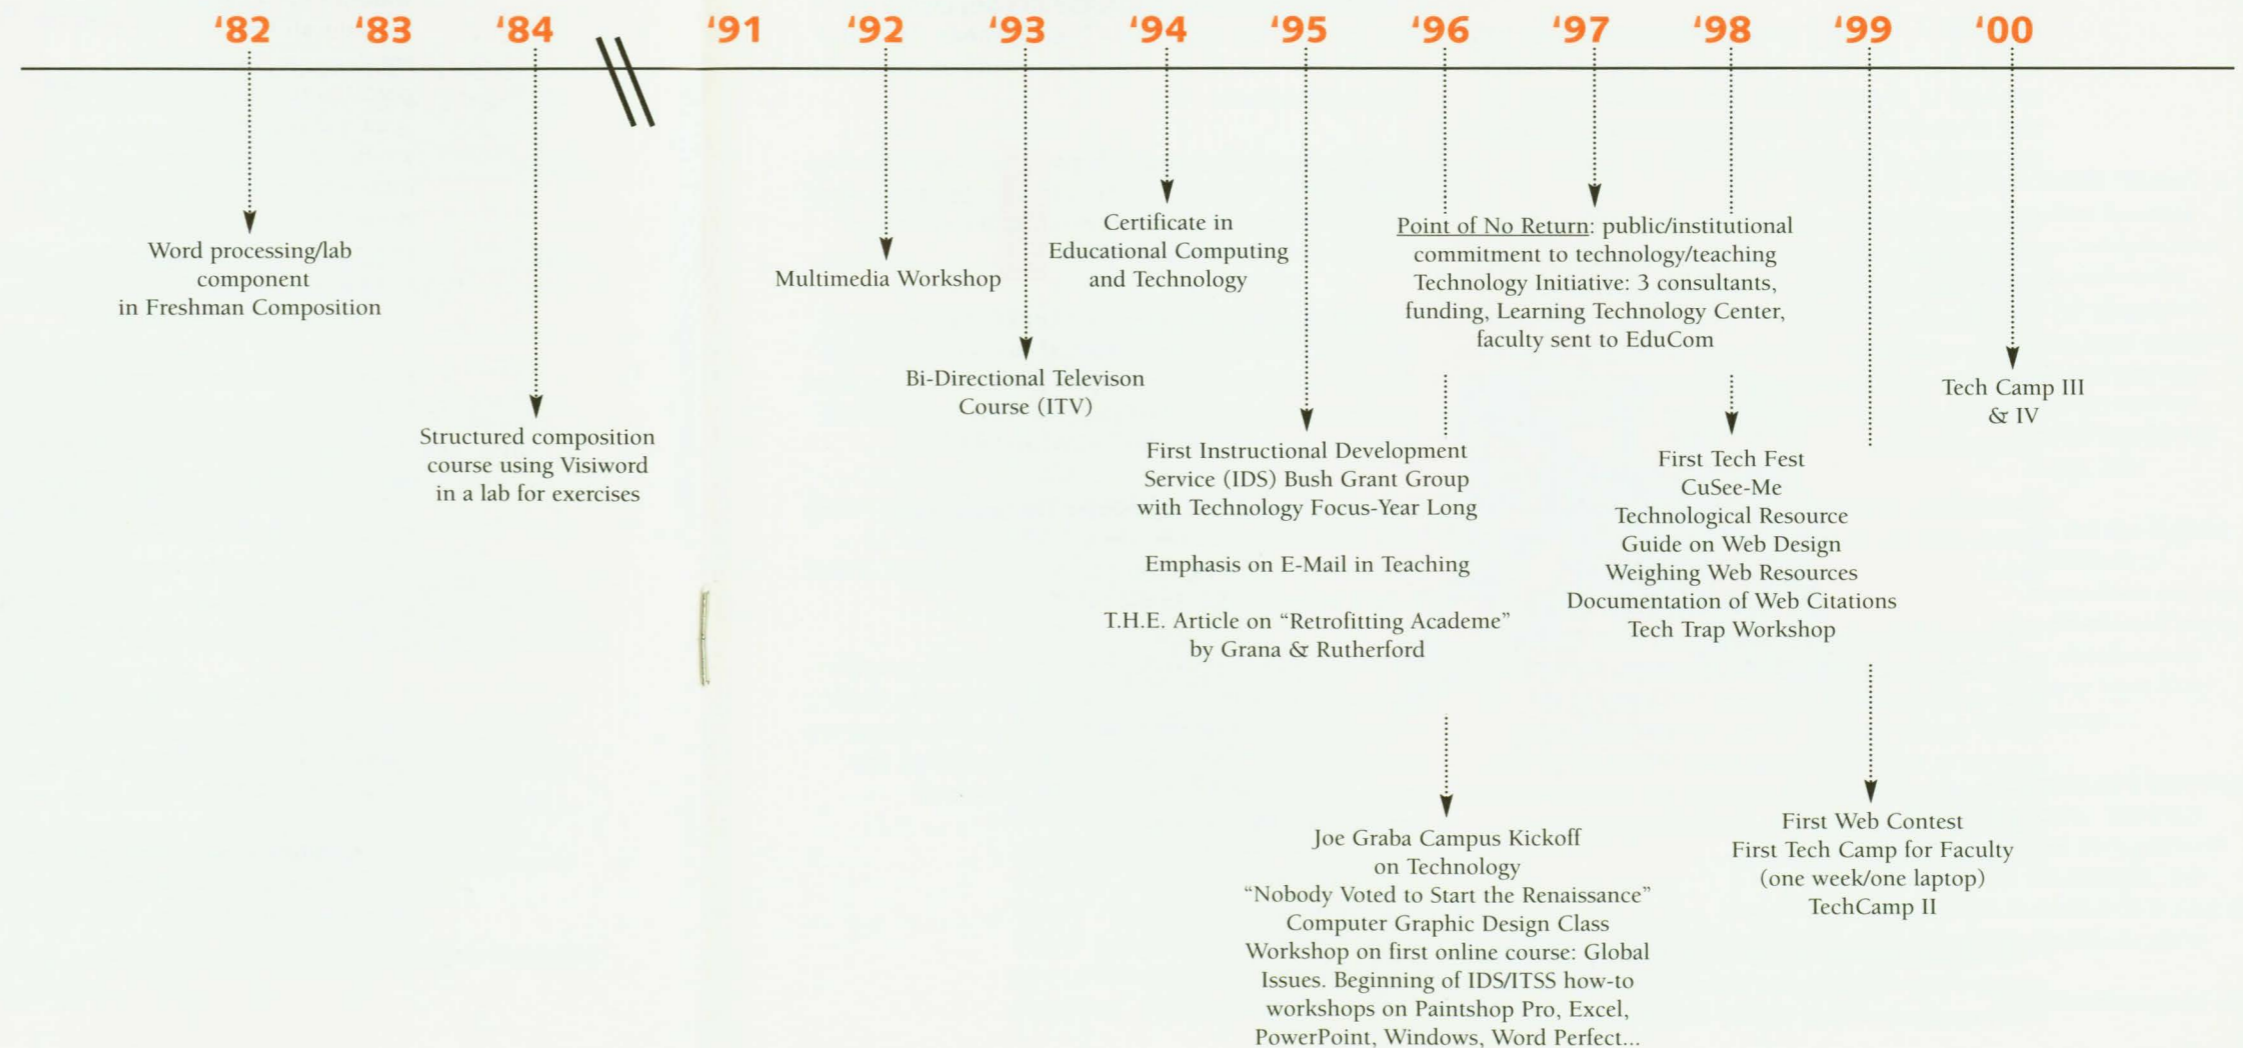 ‘82 ‘83 ‘84 ‘91 ‘92 ‘93 ‘94 ‘95 ‘96 ‘97 ‘98 ‘99 ‘00
Word processing/lab
component
in Freshman Composition
Structured composition
course using Visiword
in a lab for exercises
Multimedia Workshop
Bi-Directional Televison
Course (ITV)
Certificate in
Educational Computing
and Technology
First Instructional Development
Service (IDS) Bush Grant Group
with Technology Focus-Year Long
Emphasis on E-Mail in Teaching
T.H.E. Article on “Retrofitting Academe”
by Grana & Rutherford
Joe Graba Campus Kickoff
on Technology
“Nobody Voted to Start the Renaissance”
Computer Graphic Design Class
Workshop on first online course: Global
Issues. Beginning of IDS/ITSS how-to
workshops on Paintshop Pro, Excel,
PowerPoint, Windows, Word Perfect...
Point of No Return: public/institutional
commitment to technology/teaching
Technology Initiative: 3 consultants,
funding, Learning Technology Center,
faculty sent to EduCom
First Tech Fest
CuSee-Me
Technological Resource
Guide on Web Design
Weighing Web Resources
Documentation of Web Citations
Tech Trap Workshop
First Web Contest
First Tech Camp for Faculty
(one week/one laptop)
TechCamp II
Tech Camp III
& IV